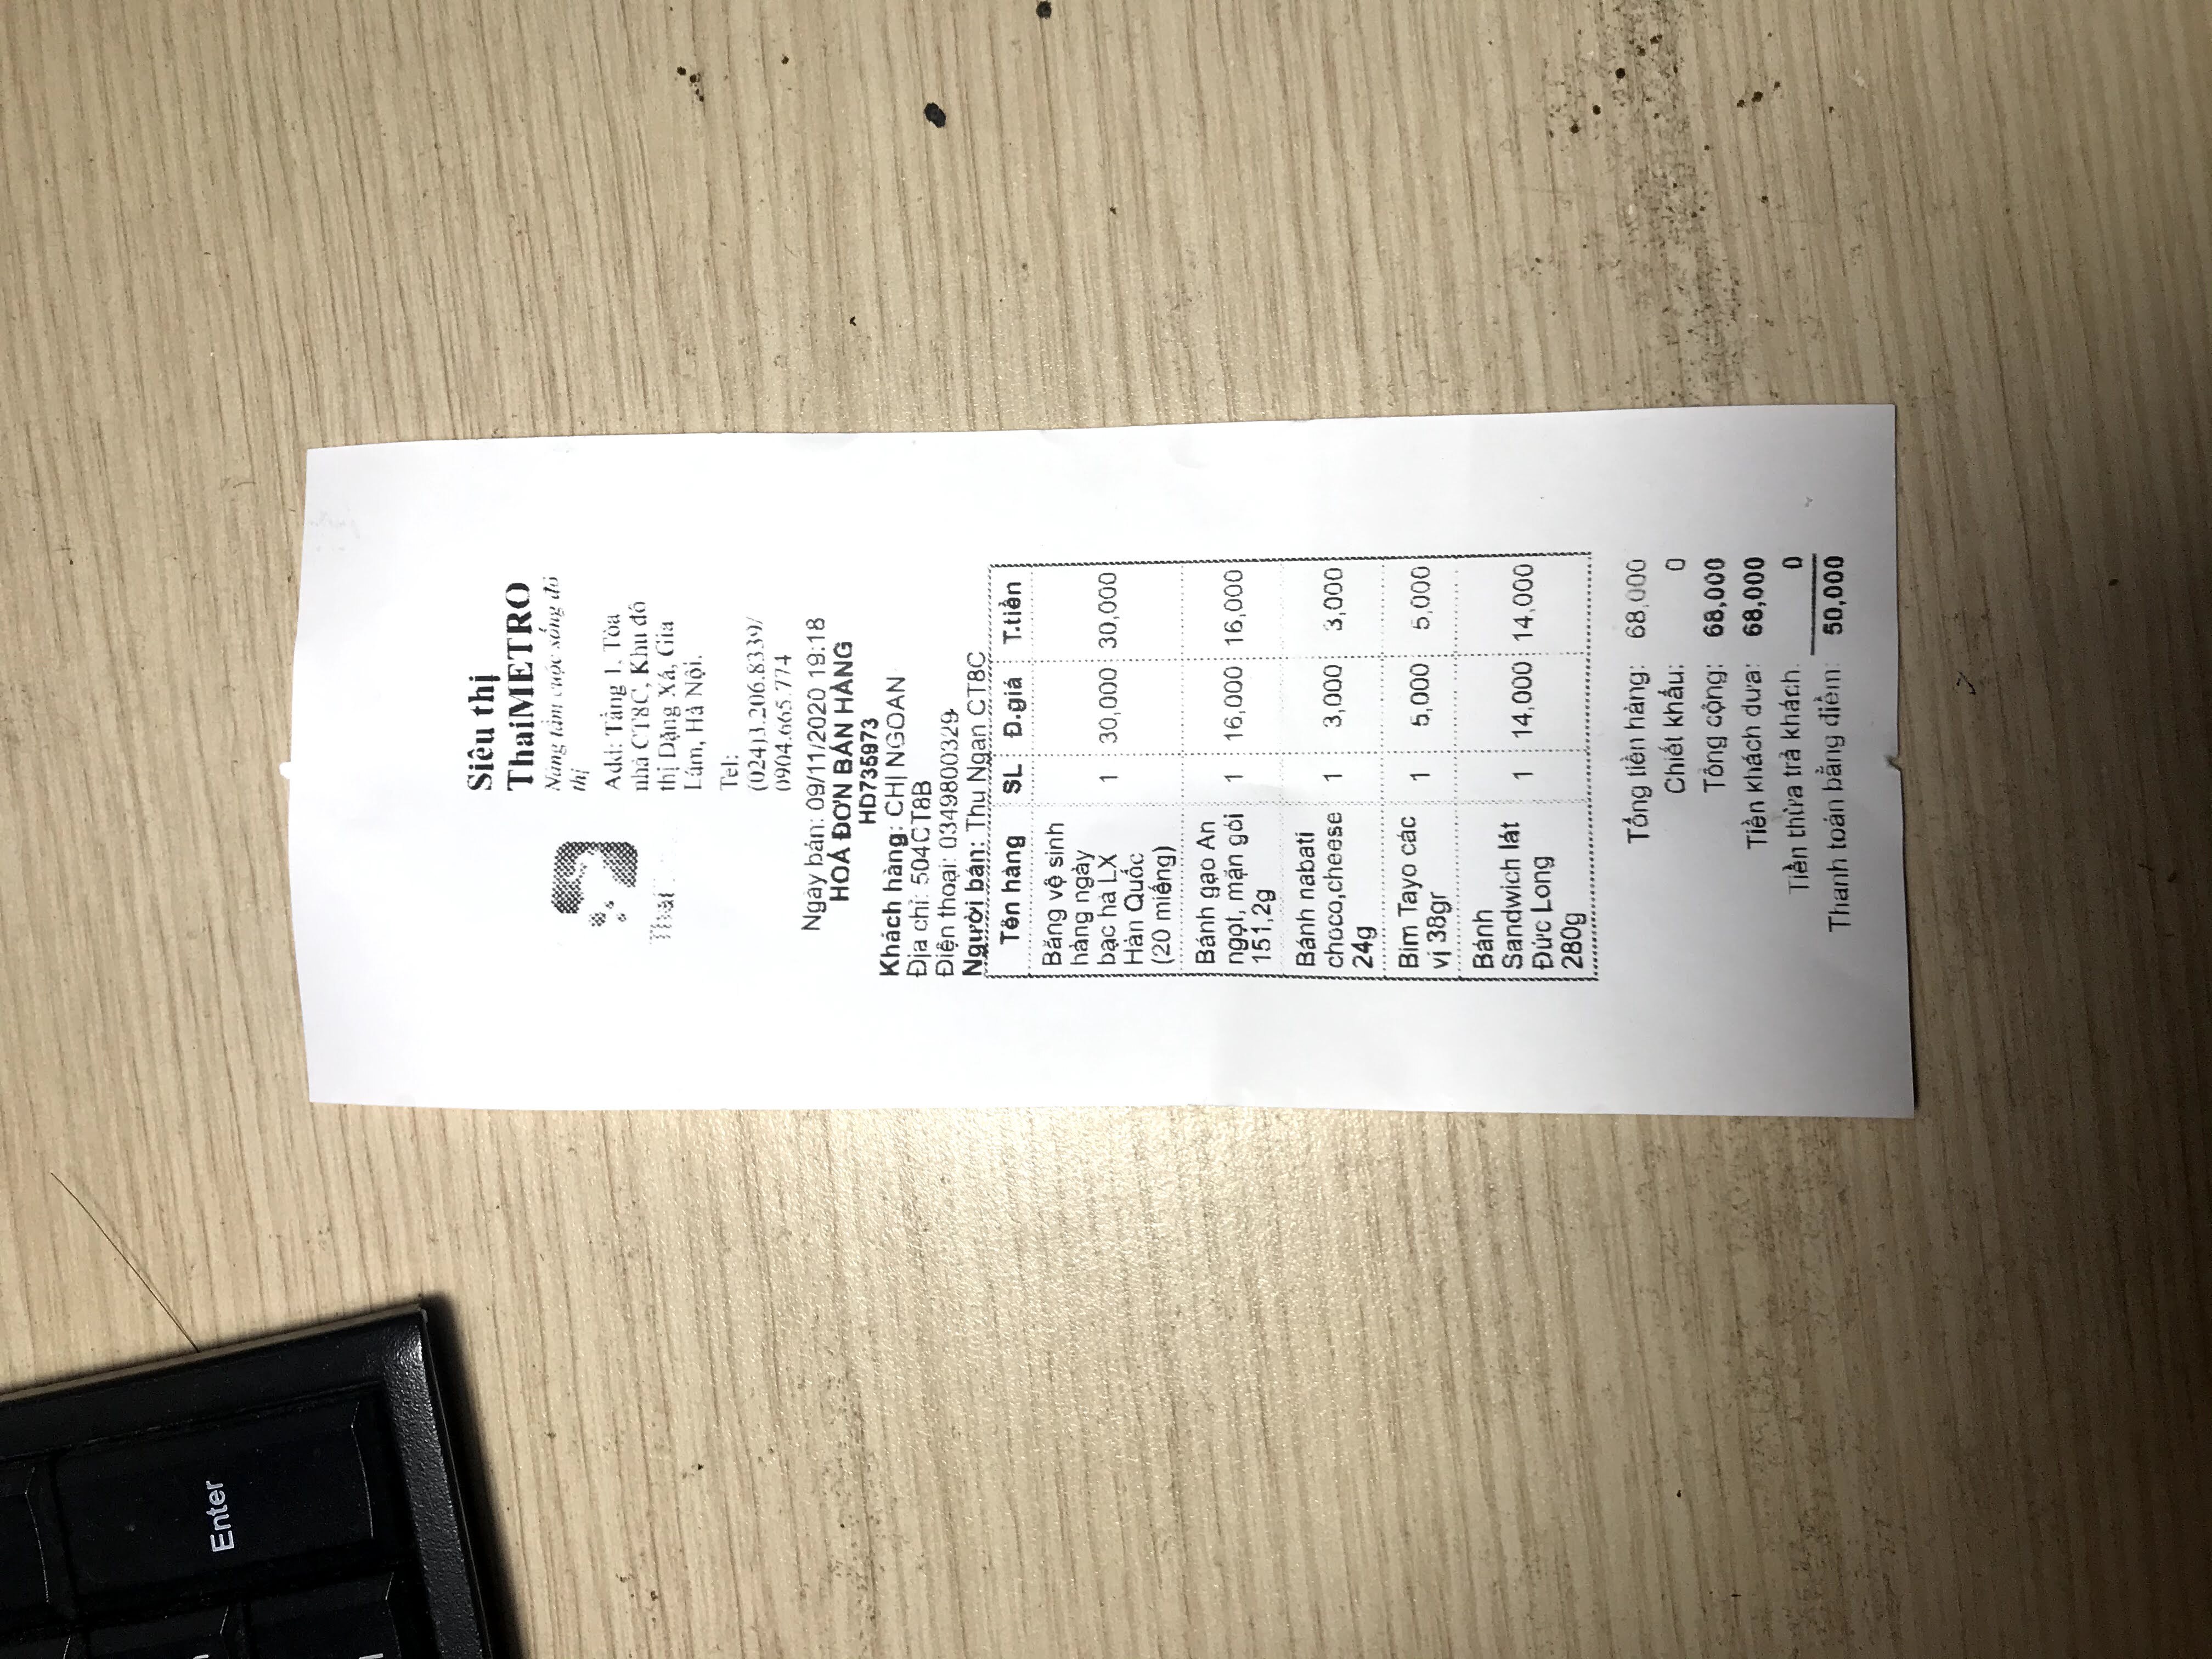 Enter
Siêu thị
ThaiMETRO
Nâng tầm cuộc sống đô
thị
Thai
Add: Tầng 1, Tòa
nhà CT8C, Khu đô
thị Đặng Xá, Gia
Lâm, Hà Nội.
Tel:
(024)3.206.8339/
0904.665.774
Ngày bán: 09/11/2020 19:18
HOÁ ĐƠN BÁN HÀNG
HD735973
Khách hàng: CHỊ NGOAN
Địa chỉ: 504CT8B
Điện thoại: 0349800329
Người bán: Thu Ngan CT8C
Tên hàng SL Đ.giá T.tiền
Băng vệ sinh
hàng ngày
bạc hà LX 1 30,000 30,000
Hàn Quốc
(20 miếng)
Bánh gạo An
ngọt, mặn gói 1 16,000 16,000
151,2g
Bánh nabati
choco,cheese 1 3,000 3,000
24g
Bim Tayo các
vị 38gr 1 5,000 5,000
Bánh
Sandwich lát 1 14,000 14,000
Đức Long
280g
Tổng tiền hàng: 68,000
Chiết khấu: 0
Tổng cộng: 68,000
Tiền khách đưa: 68,000
Tiền thừa trả khách: 0
Thanh toán bằng điểm: 50,000